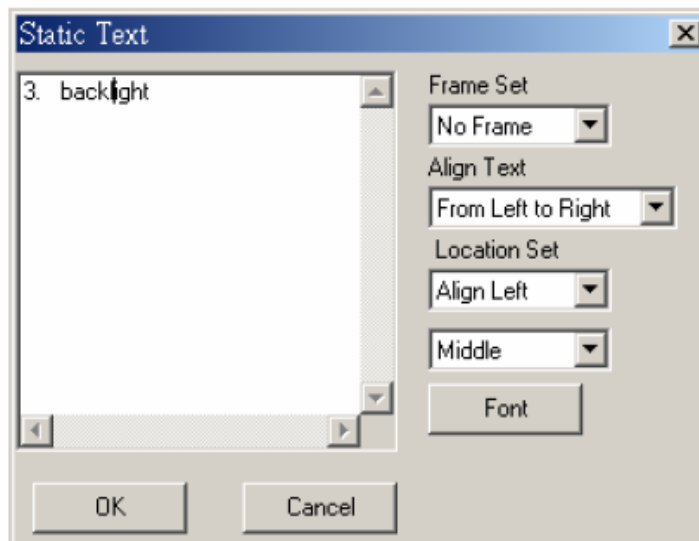 Static Text
3. backlight
Frame Set
No Frame
Align Text
From Left to Right
Location Set
Align Left
Middle
Font
OK
Cancel